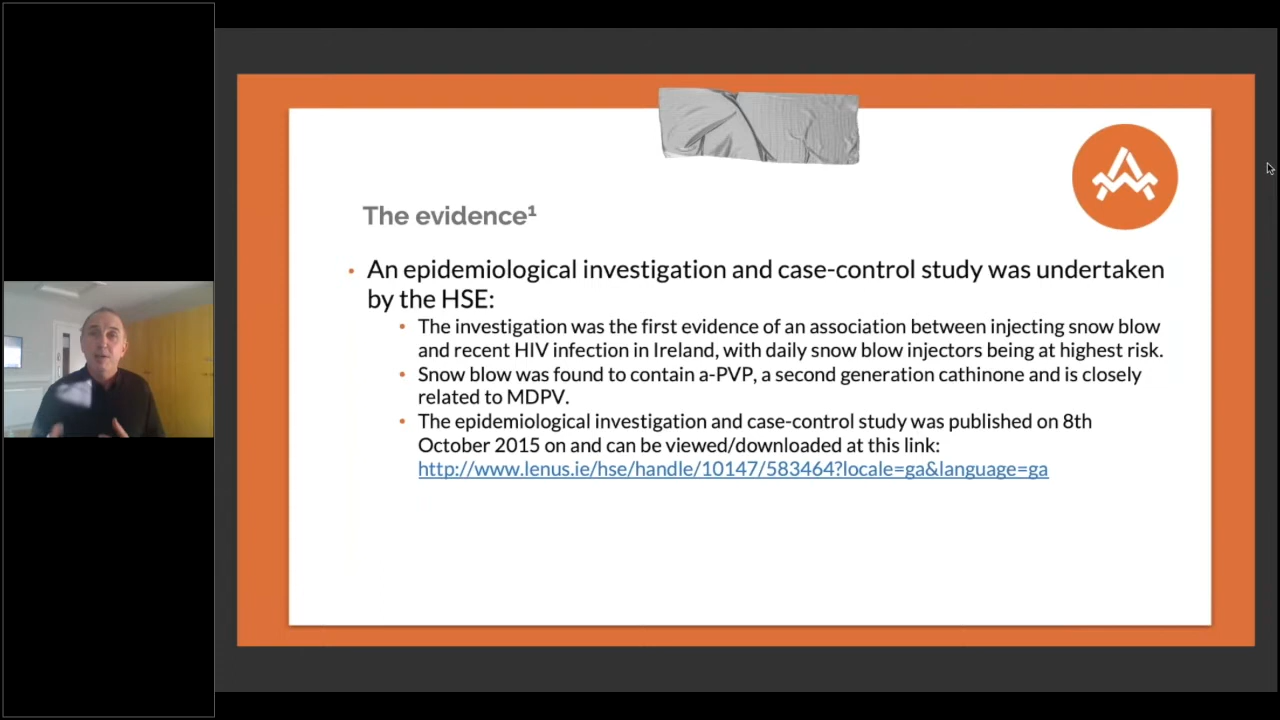 The evidence¹
• An epidemiological investigation and case-control study was undertaken
by the HSE:
• The investigation was the first evidence of an association between injecting snow blow
and recent HIV infection in Ireland, with daily snow blow injectors being at highest risk.
• Snow blow was found to contain a-PVP, a second generation cathinone and is closely
related to MDPV.
• The epidemiological investigation and case-control study was published on 8th
October 2015 on and can be viewed/downloaded at this link:
http://www.lenus.ie/hse/handle/10147/583464?locale=ga&language=ga